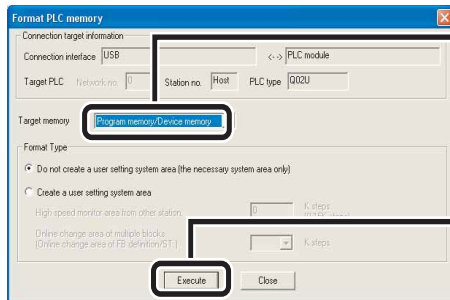 Format PLC memory
Connection target information
Connection interface USB <--> PLC module
Target PLC Network no. 0 Station no. Host PLC type Q02U
Target memory Program memory/Device memory
Format Type
Do not create a user setting system area (the necessary system area only)
Create a user setting system area
High speed monitor area from other station 0 K steps
Online change area of multiple blocks
(Online change area of FB definition/ST.) K steps
Execute Close